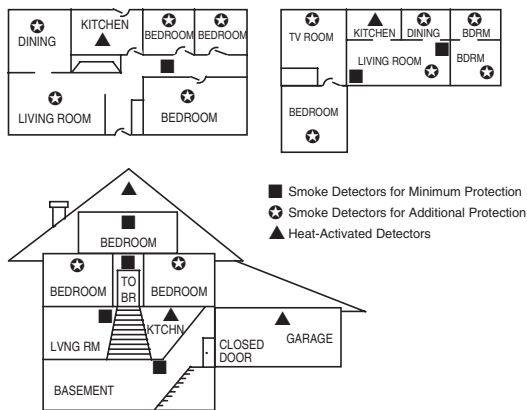 DINING
KITCHEN
BEDROOM
BEDROOM
LIVING ROOM
BEDROOM
TV ROOM
KITCHEN
DINING
BDRM
LIVING ROOM
BDRM
BEDROOM
Smoke Detectors for Minimum Protection
Smoke Detectors for Additional Protection
Heat-Activated Detectors
BEDROOM
BEDROOM
TO
BR
BEDROOM
LVNG RM
KTCHN
CLOSED
DOOR
GARAGE
BASEMENT